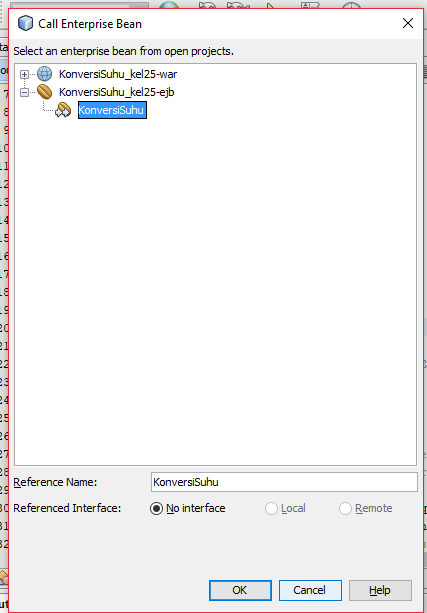 Call Enterprise Bean
Select an enterprise bean from open projects.
KonversiSuhu_kel25-war
KonversiSuhu_kel25-ejb
KonversiSuhu
Reference Name: KonversiSuhu
Referenced Interface: No interface Local Remote
OK Cancel Help